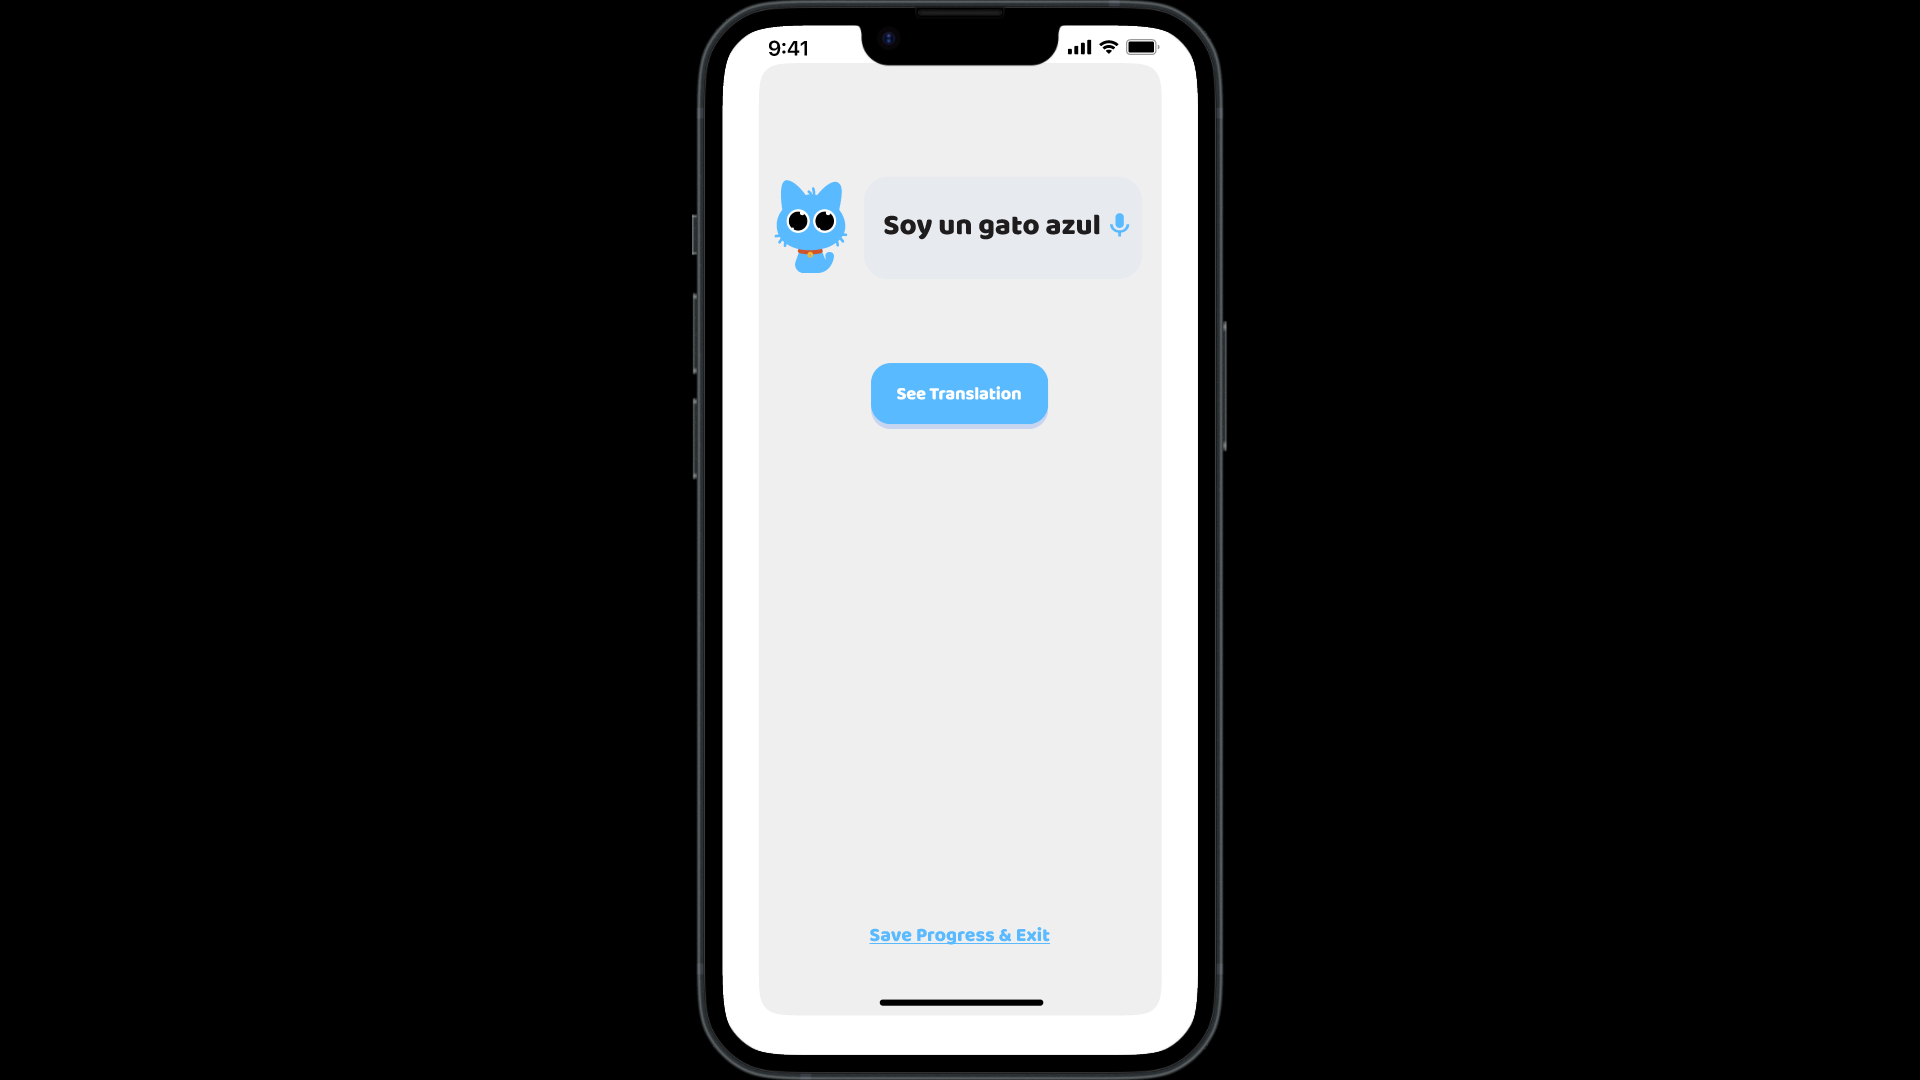 9:41
Soy un gato azul
See Translation
Save Progress & Exit